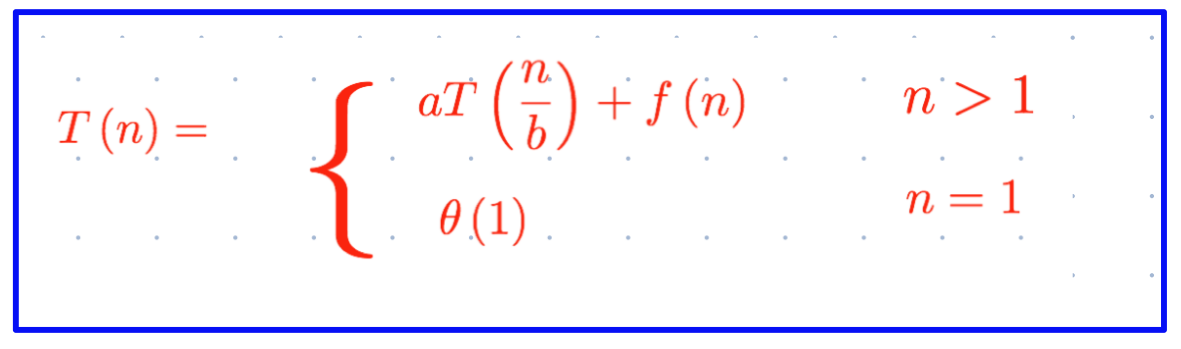 T(n) = { aT(n/b) + f(n)    n > 1
θ(1)    n = 1